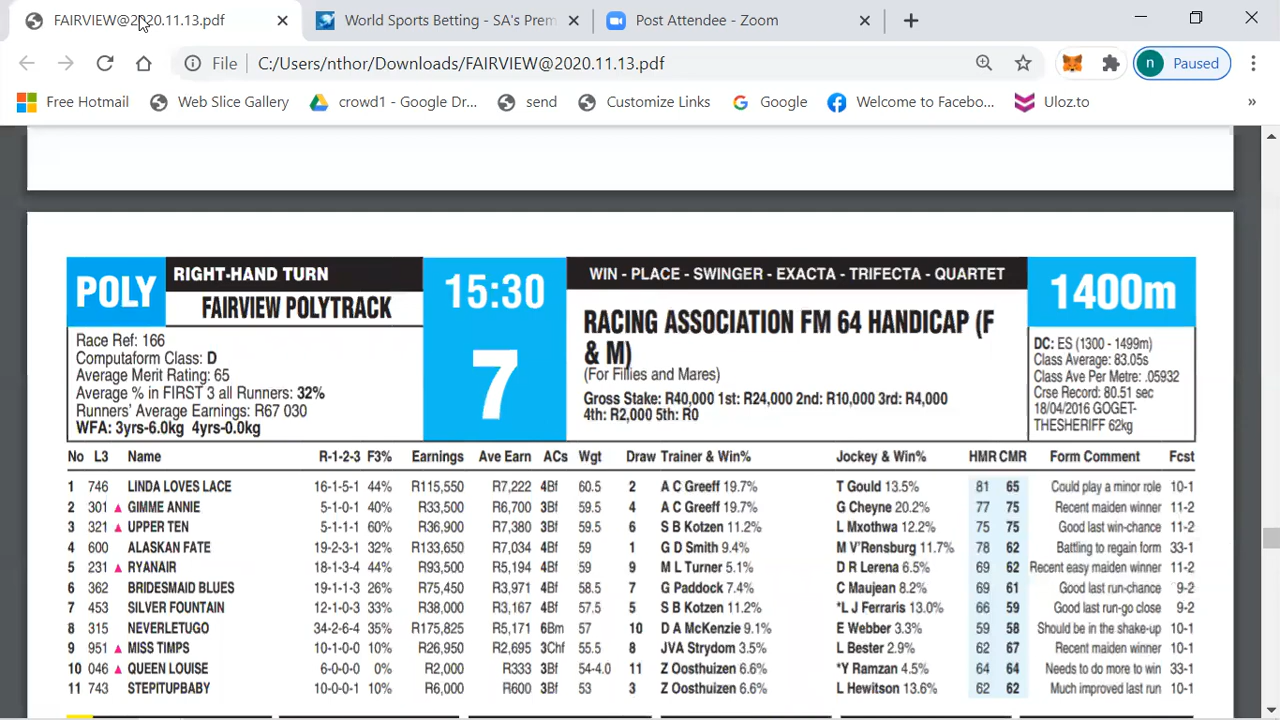 FAIRVIEW@2020.11.13.pdf
World Sports Betting - SA's Prem
Post Attendee - Zoom
File C:/Users/nthor/Downloads/FAIRVIEW@2020.11.13.pdf
n Paused
Free Hotmail Web Slice Gallery crowd1 - Google Dr... send Customize Links Google Welcome to Facebo... Uloz.to »
POLY RIGHT-HAND TURN
FAIRVIEW POLYTRACK
Race Ref: 166
Computaform Class: D
Average Merit Rating: 65
Average % in FIRST 3 all Runners: 32%
Runners' Average Earnings: R67 030
WFA: 3yrs-6.0kg 4yrs-0.0kg
15:30
7
WIN - PLACE - SWINGER - EXACTA - TRIFECTA - QUARTET
RACING ASSOCIATION FM 64 HANDICAP (F
& M)
(For Fillies and Mares)
Gross Stake: R40,000 1st: R24,000 2nd: R10,000 3rd: R4,000
4th: R2,000 5th: R0
1400m
DC: ES (1300 - 1499m)
Class Average: 83.05s
Class Ave Per Metre: .05932
Crse Record: 80.51 sec
18/04/2016 GOGET-
THESHERIFF 62kg
No L3 Name R-1-2-3 F3% Earnings Ave Earn ACs Wgt Draw Trainer & Win% Jockey & Win% HMR CMR Form Comment Fcst
1 746 LINDA LOVES LACE 16-1-5-1 44% R115,550 R7,222 4Bf 60.5 2 A C Greeff 19.7% T Gould 13.5% 81 65 Could play a minor role 10-1
2 301 ▲ GIMME ANNIE 5-1-0-1 40% R33,500 R6,700 3Bf 59.5 4 A C Greeff 19.7% G Cheyne 20.2% 77 75 Recent maiden winner 11-2
3 321 ▲ UPPER TEN 5-1-1-1 60% R36,900 R7,380 3Bf 59.5 6 S B Kotzen 11.2% L Mxothwa 12.2% 75 75 Good last win-chance 11-2
4 600 ALASKAN FATE 19-2-3-1 32% R133,650 R7,034 4Bf 59 1 G D Smith 9.4% M V'Rensburg 11.7% 78 62 Battling to regain form 33-1
5 231 ▲ RYANAIR 18-1-3-4 44% R93,500 R5,194 4Bf 59 9 M L Turner 5.1% D R Lerena 6.5% 69 62 Recent easy maiden winner 11-2
6 362 BRIDESMAID BLUES 19-1-1-3 26% R75,450 R3,971 4Bf 58.5 7 G Paddock 7.4% C Maujean 8.2% 69 61 Good last run-chance 9-2
7 453 SILVER FOUNTAIN 12-1-0-3 33% R38,000 R3,167 4Bf 57.5 5 S B Kotzen 11.2% *L J Ferraris 13.0% 66 59 Good last run-go close 9-2
8 315 NEVERLETUGO 34-2-6-4 35% R175,825 R5,171 6Bm 57 10 D A McKenzie 9.1% E Webber 3.3% 59 58 Should be in the shake-up 10-1
9 951 ▲ MISS TIMPS 10-1-0-0 10% R26,950 R2,695 3Chf 55.5 8 JVA Strydom 3.5% L Bester 2.9% 62 67 Recent maiden winner 10-1
10 046 ▲ QUEEN LOUISE 6-0-0-0 0% R2,000 R333 3Bf 54-4.0 11 Z Oosthuizen 6.6% *Y Ramzan 4.5% 64 64 Needs to do more to win 33-1
11 743 STEPITUPBABY 10-0-0-1 10% R6,000 R600 3Bf 53 3 Z Oosthuizen 6.6% L Hewitson 13.6% 62 62 Much improved last run 10-1